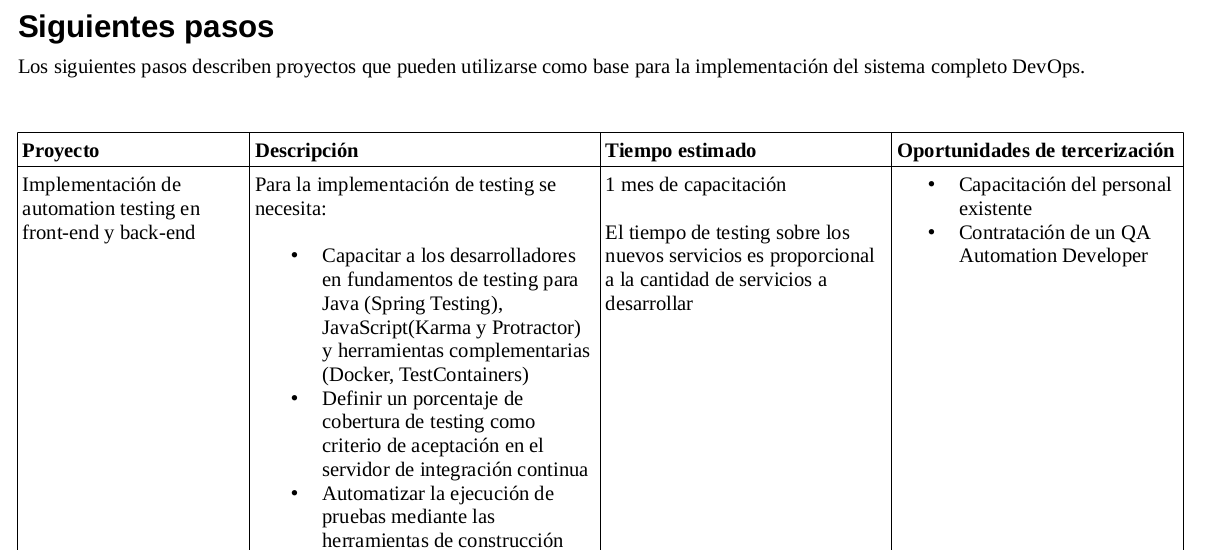 Siguientes pasos
Los siguientes pasos describen proyectos que pueden utilizarse como base para la implementación del sistema completo DevOps.
Proyecto
Descripción
Tiempo estimado
Oportunidades de tercerización
Implementación de
automation testing en
front-end y back-end
Para la implementación de testing se
necesita:
• Capacitar a los desarrolladores
en fundamentos de testing para
Java (Spring Testing),
JavaScript(Karma y Protractor)
y herramientas complementarias
(Docker, TestContainers)
• Definir un porcentaje de
cobertura de testing como
criterio de aceptación en el
servidor de integración continua
• Automatizar la ejecución de
pruebas mediante las
herramientas de construcción
1 mes de capacitación
El tiempo de testing sobre los
nuevos servicios es proporcional
a la cantidad de servicios a
desarrollar
• Capacitación del personal
existente
• Contratación de un QA
Automation Developer